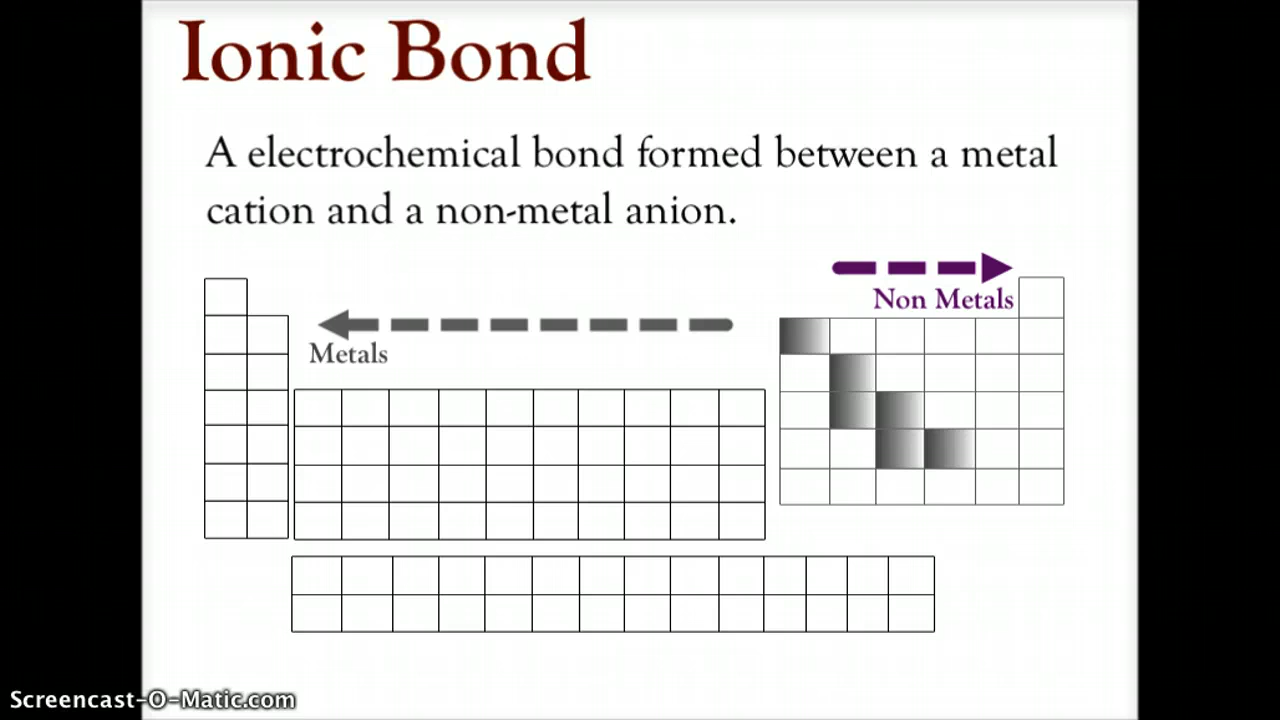 Ionic Bond
A electrochemical bond formed between a metal
cation and a non-metal anion.
Non Metals
Metals
Screencast-O-Matic.com